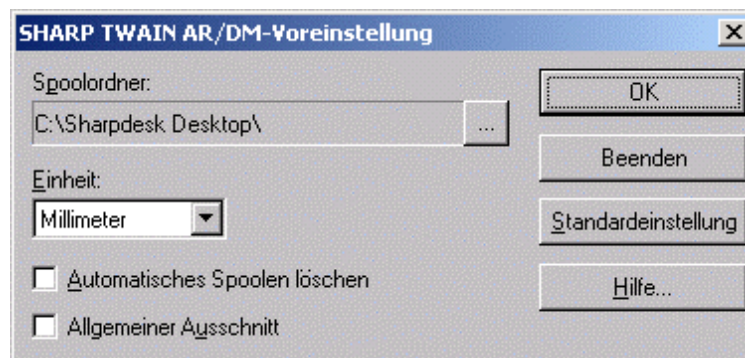 SHARP TWAIN AR/DM-Voreinstellung
Spoolordner:
C:\Sharpdesk Desktop\
...
Einheit:
Millimeter
Automatisches Spoolen löschen
Allgemeiner Ausschnitt
OK
Beenden
Standardeinstellung
Hilfe...